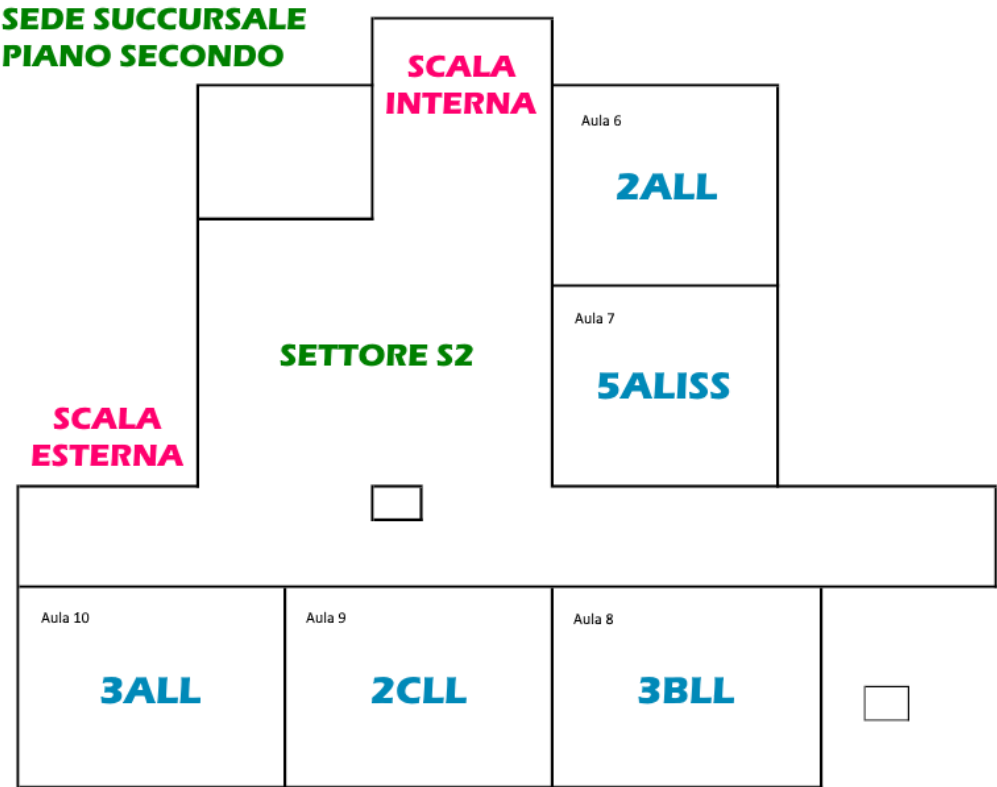 SEDE SUCCURSALE
PIANO SECONDO
SCALA
INTERNA
Aula 6
2ALL
Aula 7
5ALISS
SETTORE S2
SCALA
ESTERNA
Aula 10
3ALL
Aula 9
2CLL
Aula 8
3BLL